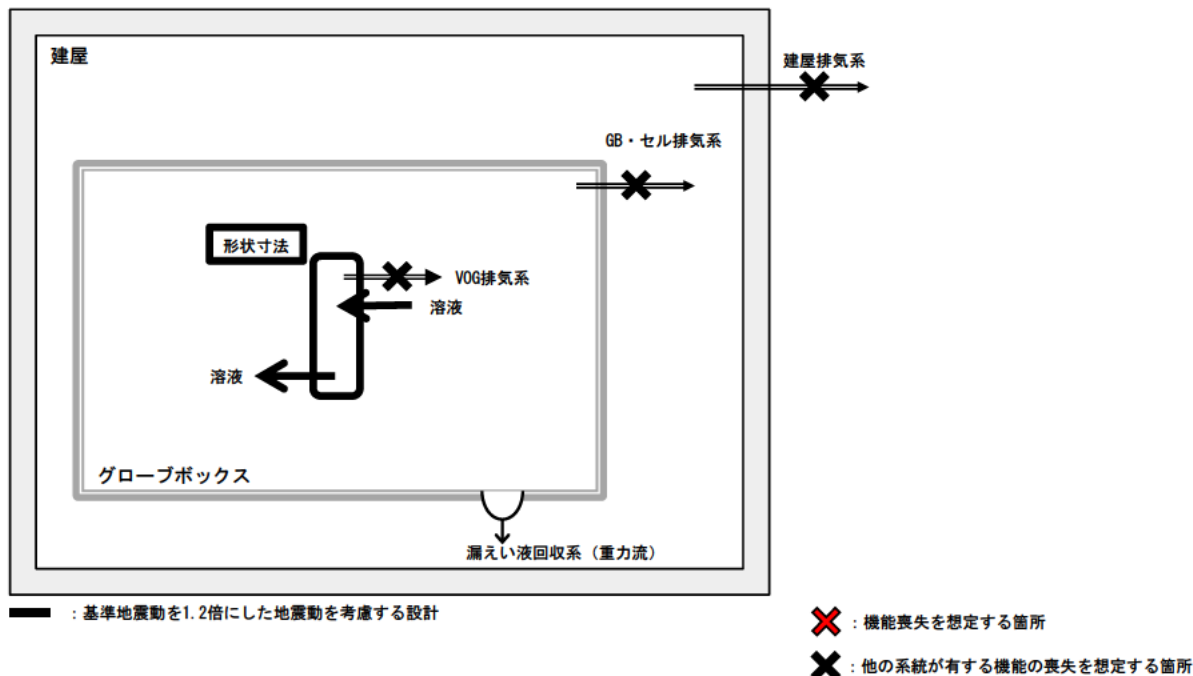 建屋
建屋排気系
GB・セル排気系
形状寸法
VOG排気系
溶液
溶液
グローブボックス
漏えい液回収系（重力流）
：基準地震動を1.2倍にした地震動を考慮する設計
：機能喪失を想定する箇所
：他の系統が有する機能の喪失を想定する箇所